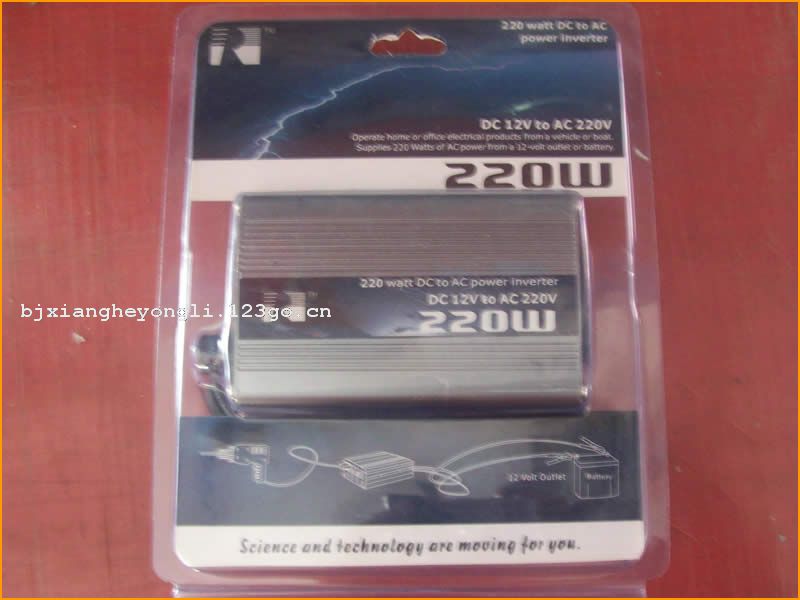 R TM
220 watt DC to AC
power inverter
DC 12V to AC 220V
Operate home or office electrical products from a vehicle or boat.
Supplies 220 Watts of AC power from a 12-volt outlet or battery.
220W
220 watt DC to AC power inverter
R TM
DC 12V to AC 220V
bjxiangheyongli.123go.cn
220W
12 Volt Outlet
Battery
Science and technology are moving for you.